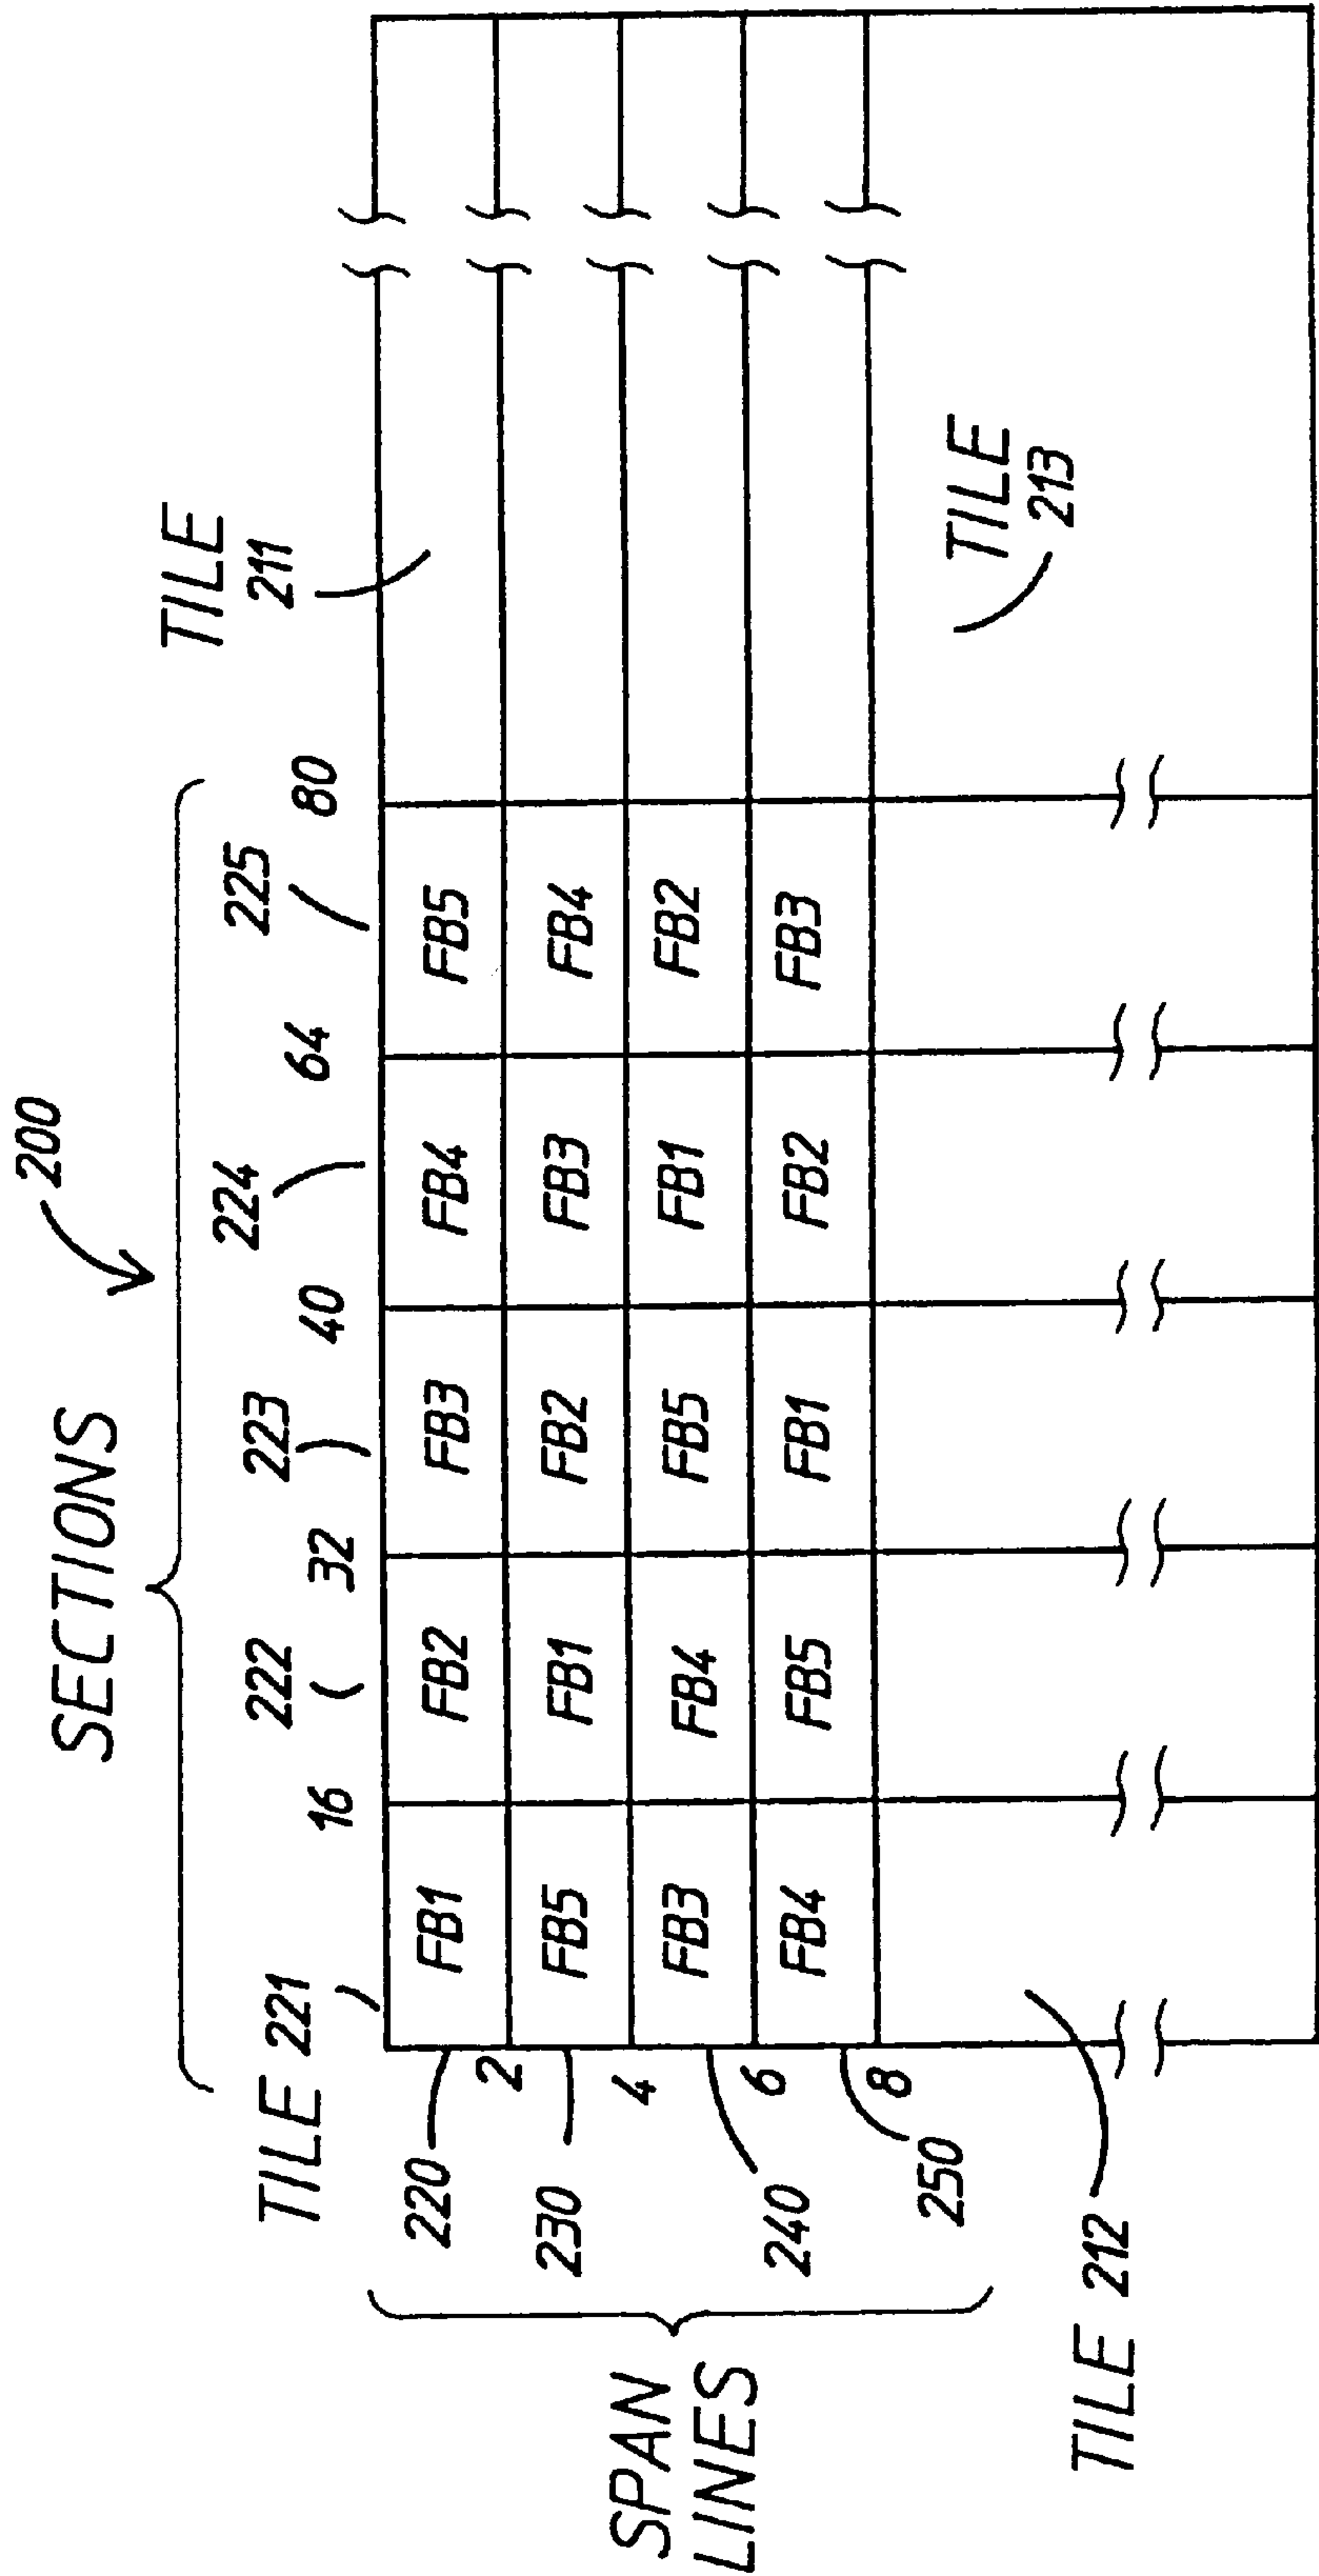 200
SECTIONS
TILE 221 16 222 32 223 40 224 64 225 80
TILE
211
SPAN
LINES
220
FB1 FB2 FB3 FB4 FB5
2
230
FB5 FB1 FB2 FB3 FB4
4
240
FB3 FB4 FB5 FB1 FB2
6
250
FB4 FB5 FB1 FB2 FB3
8
TILE 212
TILE
213